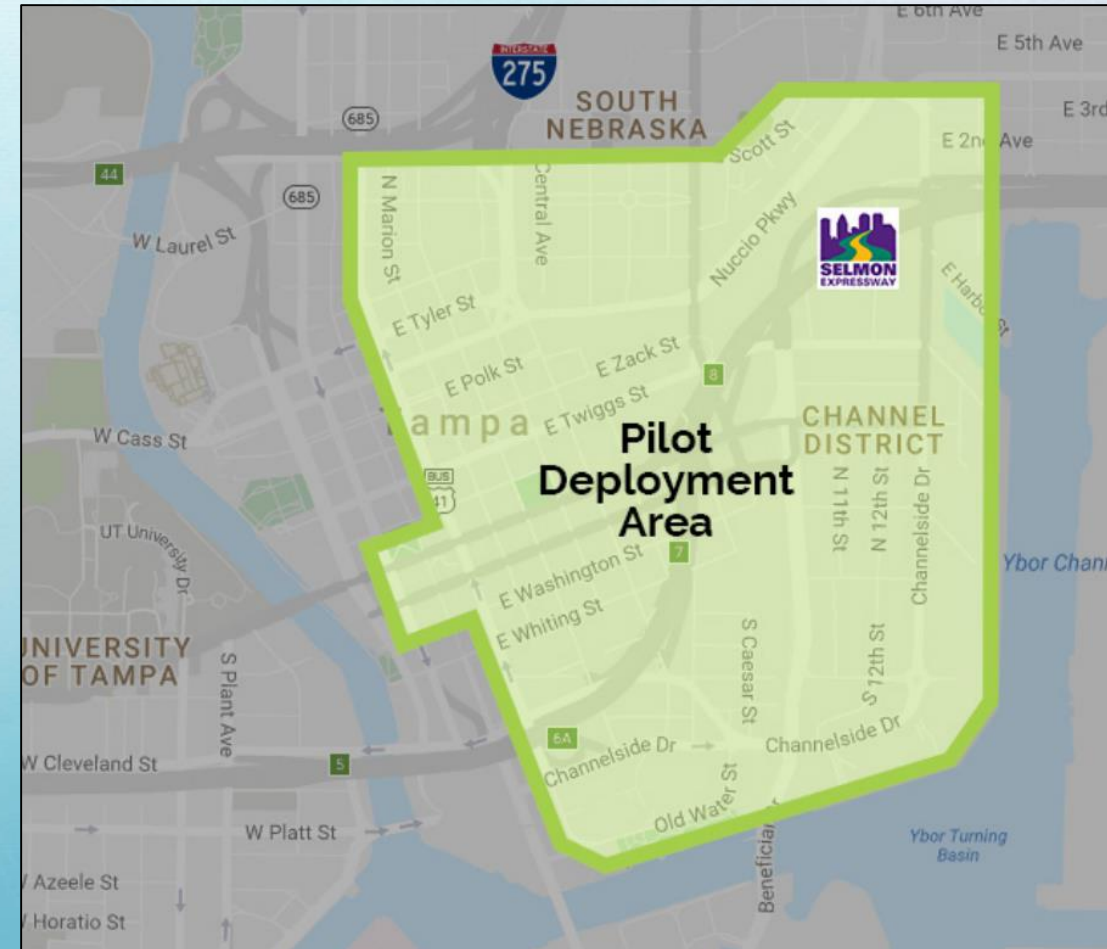 E 6th Ave
E 5th Ave
INTERSTATE
275
SOUTH
NEBRASKA
685
E 3rd
Scott St
E 2nd Ave
44
685
N Marion St
Central Ave
Nuccio Pkwy
W Laurel St
SELMON
EXPRESSWAY
E Harbor St
E Tyler St
E Zack St
E Polk St
8
Tampa
E Twiggs St
CHANNEL
DISTRICT
W Cass St
Pilot
Deployment
Area
BUS
41
N 11th St
N 12th St
Channelside Dr
UT University Dr
7
Ybor Chann
E Washington St
E Whiting St
UNIVERSITY
OF TAMPA
S Plant Ave
S Caesar St
S 12th St
6A
Channelside Dr
Channelside Dr
W Cleveland St
5
Old Water St
W Platt St
Ybor Turning
Basin
W Azeele St
Horatio St